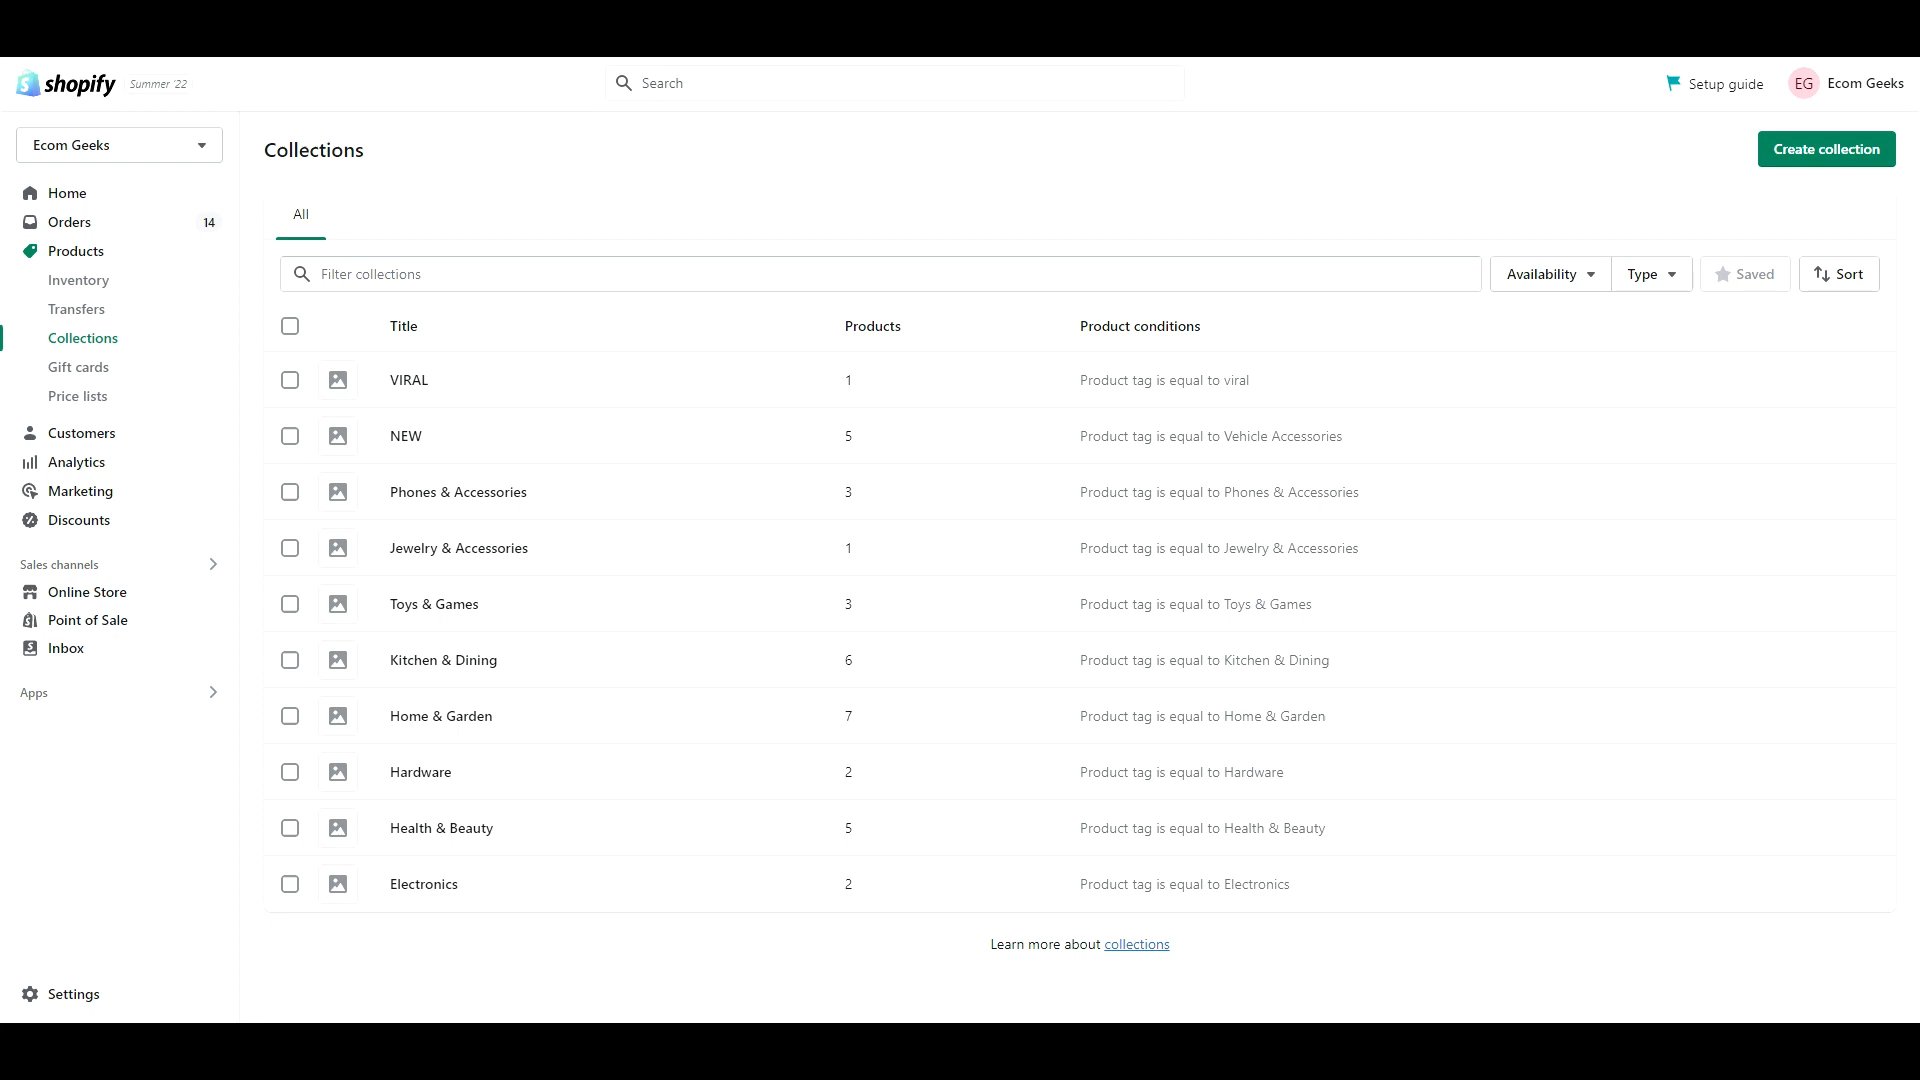 shopify Summer '22
Search
Setup guide
EG Ecom Geeks
Ecom Geeks
Home
Orders 14
Products
Inventory
Transfers
Collections
Gift cards
Price lists
Customers
Analytics
Marketing
Discounts
Sales channels
Online Store
Point of Sale
Inbox
Apps
Settings
Collections
Create collection
All
Filter collections
Availability Type Saved Sort
Title Products Product conditions
VIRAL 1 Product tag is equal to viral
NEW 5 Product tag is equal to Vehicle Accessories
Phones & Accessories 3 Product tag is equal to Phones & Accessories
Jewelry & Accessories 1 Product tag is equal to Jewelry & Accessories
Toys & Games 3 Product tag is equal to Toys & Games
Kitchen & Dining 6 Product tag is equal to Kitchen & Dining
Home & Garden 7 Product tag is equal to Home & Garden
Hardware 2 Product tag is equal to Hardware
Health & Beauty 5 Product tag is equal to Health & Beauty
Electronics 2 Product tag is equal to Electronics
Learn more about collections